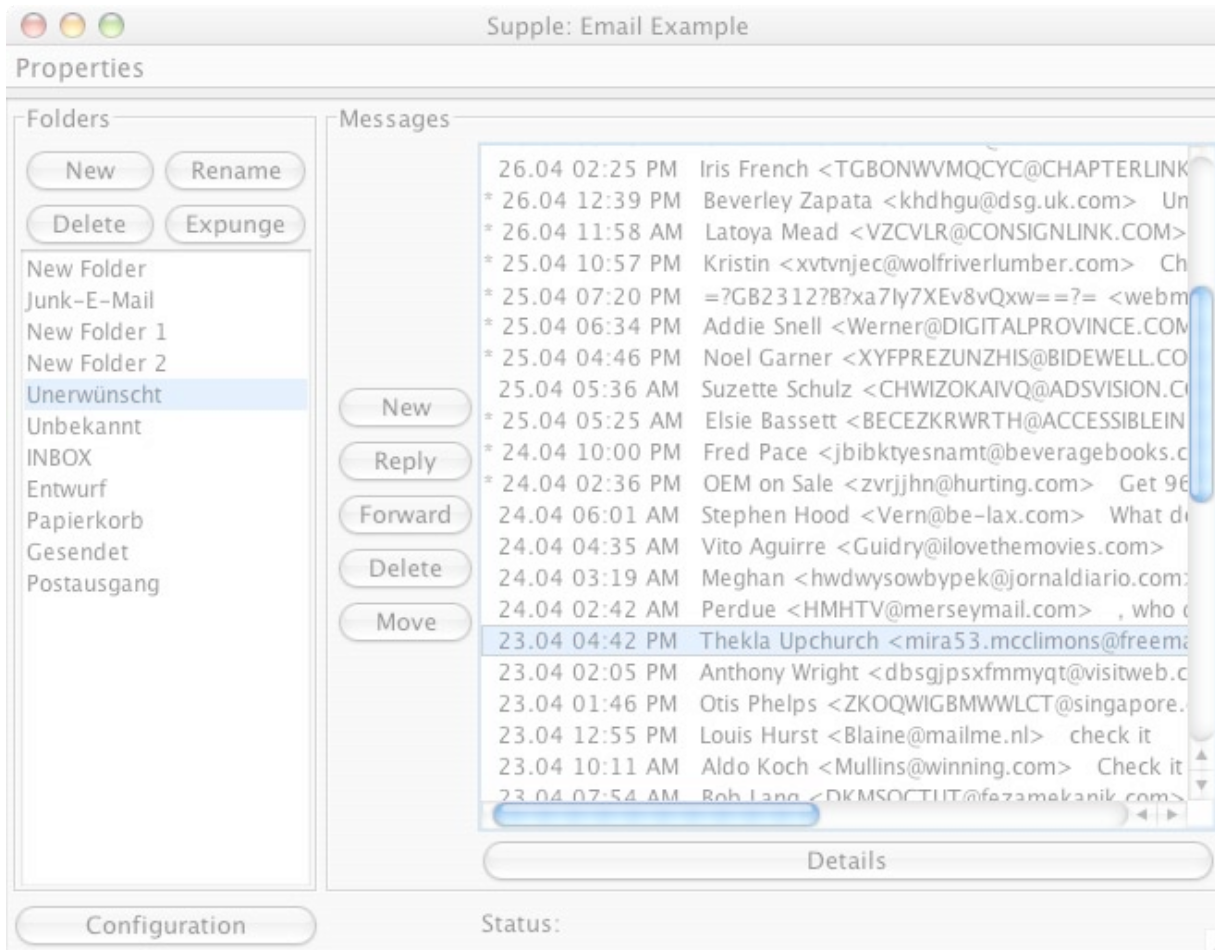 Supple: Email Example
Properties
Folders
New Rename
Delete Expunge
New Folder
Junk-E-Mail
New Folder 1
New Folder 2
Unerwünscht
Unbekannt
INBOX
Entwurf
Papierkorb
Gesendet
Postausgang
Configuration
Messages
New
Reply
Forward
Delete
Move
26.04 02:25 PM Iris French <TGBONWVMQCYC@CHAPTERLINK
* 26.04 12:39 PM Beverley Zapata <khdhgu@dsg.uk.com> Un
* 26.04 11:58 AM Latoya Mead <VZCVLR@CONSIGNLINK.COM>
* 25.04 10:57 PM Kristin <xvtvnjec@wolfriverlumber.com> Ch
* 25.04 07:20 PM =?GB2312?B?xa7ly7XEv8vQxw==?= <webm
* 25.04 06:34 PM Addie Snell <Werner@DIGITALPROVINCE.COM
* 25.04 04:46 PM Noel Garner <XYFPREZUNZHIS@BIDEWELL.CO
25.04 05:36 AM Suzette Schulz <CHWIZOKAIVQ@ADSVISION.C
* 25.04 05:25 AM Elsie Bassett <BECEZKRWRTH@ACCESSIBLEIN
* 24.04 10:00 PM Fred Pace <jbibktyesnamt@beveragebooks.c
* 24.04 02:36 PM OEM on Sale <zvrjjhn@hurting.com> Get 96
24.04 06:01 AM Stephen Hood <Vern@be-lax.com> What d
24.04 04:35 AM Vito Aguirre <Guidry@ilovethemovies.com>
24.04 03:19 AM Meghan <hwdwysowbypek@jornaldiario.com
24.04 02:42 AM Perdue <HMHTV@merseymail.com> , who
23.04 04:42 PM Thekla Upchurch <mira53.mcclimons@freema
23.04 02:05 PM Anthony Wright <dbsgjpsxfmmyqt@visitweb.c
23.04 01:46 PM Otis Phelps <ZKOQWIGBMWWLCT@singapore.
23.04 12:55 PM Louis Hurst <Blaine@mailme.nl> check it
23.04 10:11 AM Aldo Koch <Mullins@winning.com> Check it
23.04 07:54 AM Bob Lang <DKMSOCTUT@fezamekanik.com>
Details
Status: